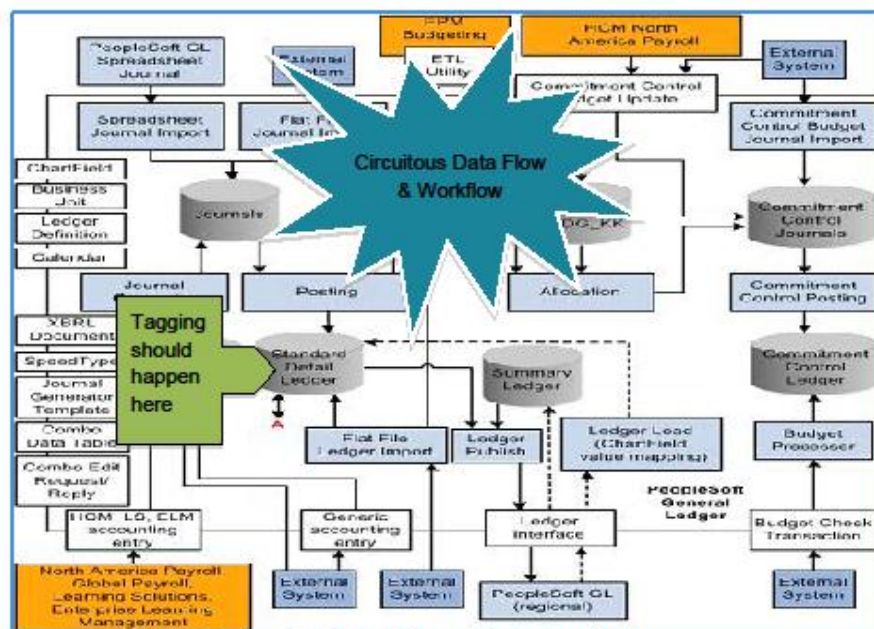 EPM
Budgeting
HCM North
America Payroll
PeopleSoft GL
Spreadsheet
Journal
External
System
ETL
Utility
External
System
Commitment Control
Budget Update
Spreadsheet
Journal Import
Flat File
Journal Import
Commitment
Control Budget
Journal Import
Circuitous Data Flow
& Workflow
ChartField
Business
Unit
Ledger
Definition
Calendar
Journals
KK
Commitment
Control
Journals
Journal
Posting
Allocation
Commitment
Control Posting
Tagging
should
happen
here
XBRL
Document
SpeedType
Journal
Generator
Template
Combo
Data Table
Combo Edit
Request/
Reply
Standard
Detail
Ledger
Summary
Ledger
Commitment
Control
Ledger
A
Flat File
Ledger Import
Ledger
Publish
Ledger Load
(ChartField
value mapping)
Budget
Processor
PeopleSoft
General
Ledger
HCM, LS, ELM
accounting
entry
Generic
accounting
entry
Ledger
Interface
Budget Check
Transaction
North America Payroll
Global Payroll,
Learning Solutions,
Enterprise Learning
Management
External
System
External
System
PeopleSoft GL
(regional)
External
System